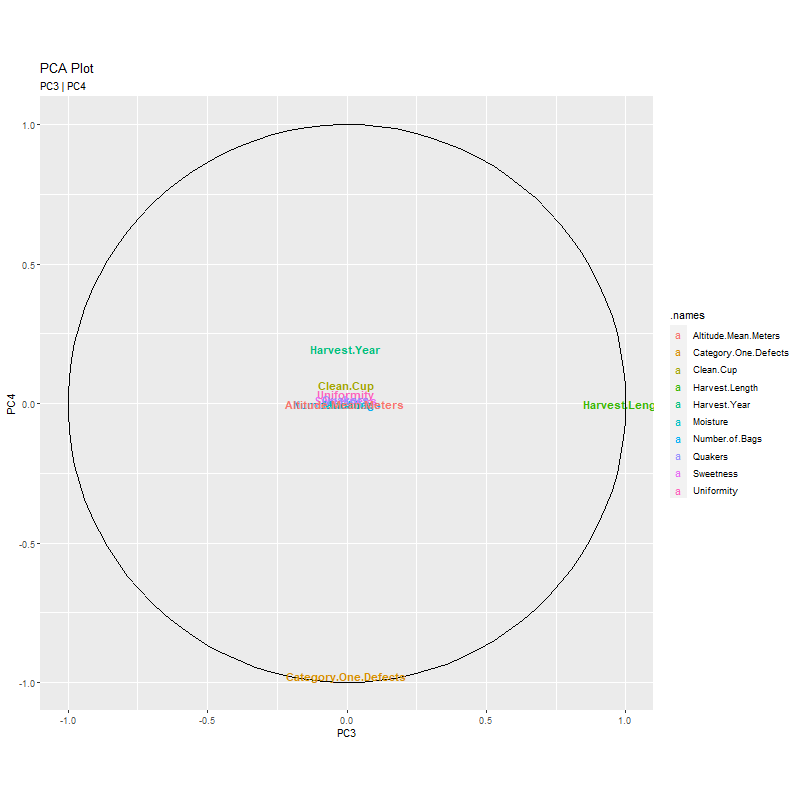 PCA Plot
PC3 | PC4
1.0
0.5
Harvest.Year
Clean.Cup
Uniformity
0.0
Harvest.Leng
PC4
-0.5
Category.One.Defects
-1.0
-1.0
-0.5
0.0
0.5
1.0
PC3
.names
a Altitude.Mean.Meters
a Category.One.Defects
a Clean.Cup
a Harvest.Length
a Harvest.Year
a Moisture
a Number.of.Bags
a Quakers
a Sweetness
a Uniformity